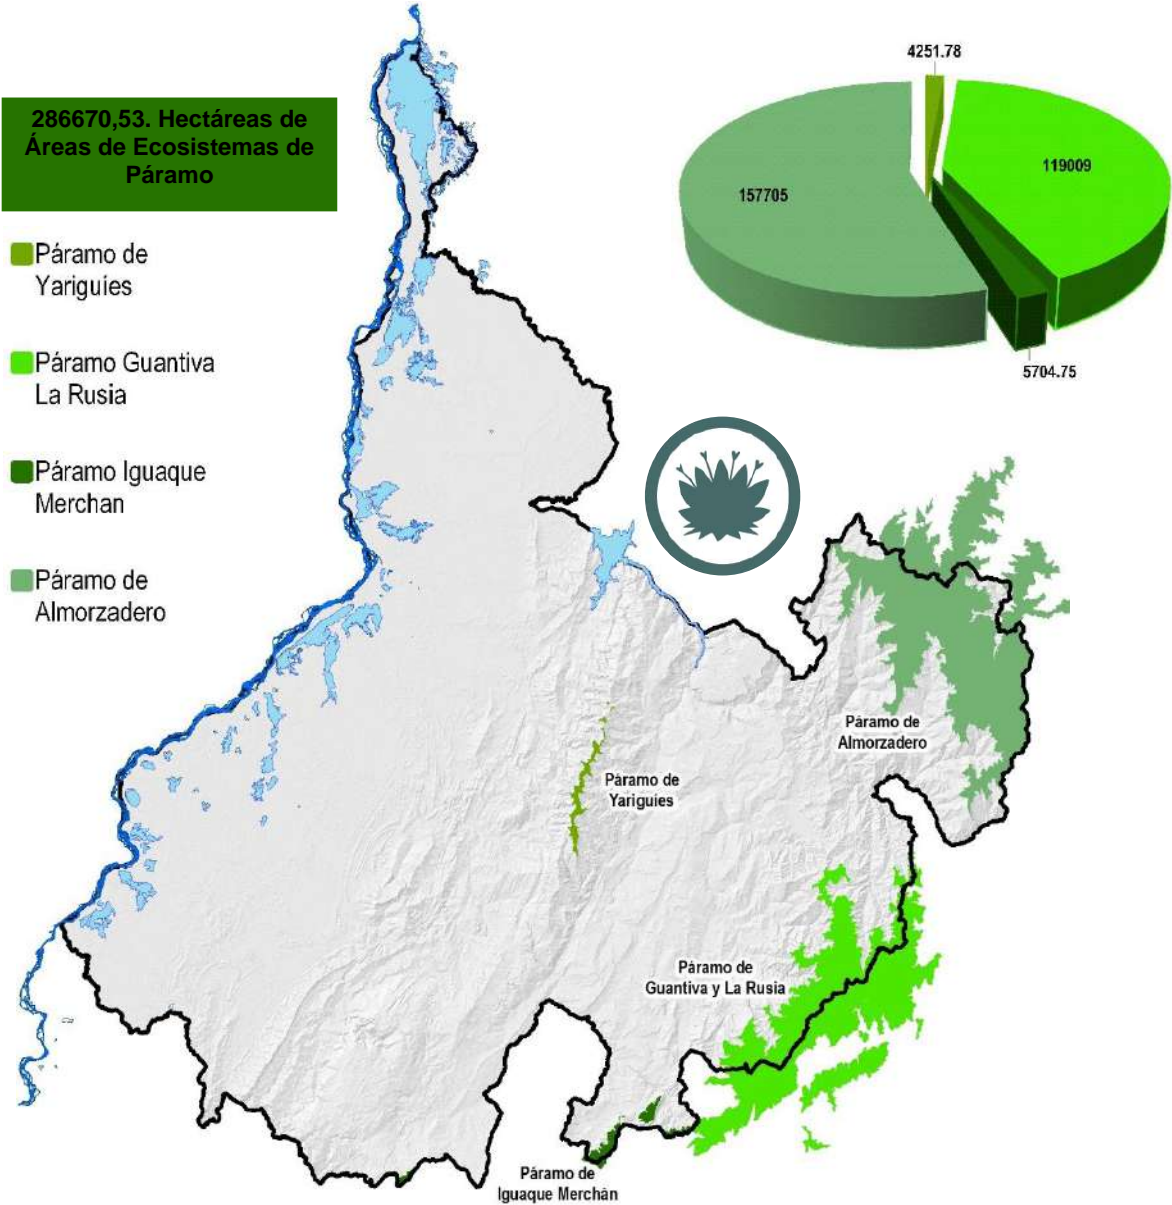 286670,53. Hectáreas de
Áreas de Ecosistemas de
Páramo
Páramo de
Yariguies
Páramo Guantiva
La Rusia
Páramo Iguaque
Merchan
Páramo de
Almorzadero
4251.78
119009
157705
5704.75
Páramo de
Almorzadero
Páramo de
Yariguies
Páramo de
Guantiva y La Rusia
Páramo de
Iguaque Merchán